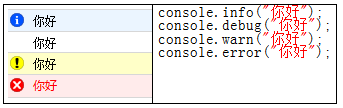 你好
你好
你好
你好
console.info("你好");
console.debug("你好");
console.warn("你好");
console.error("你好");